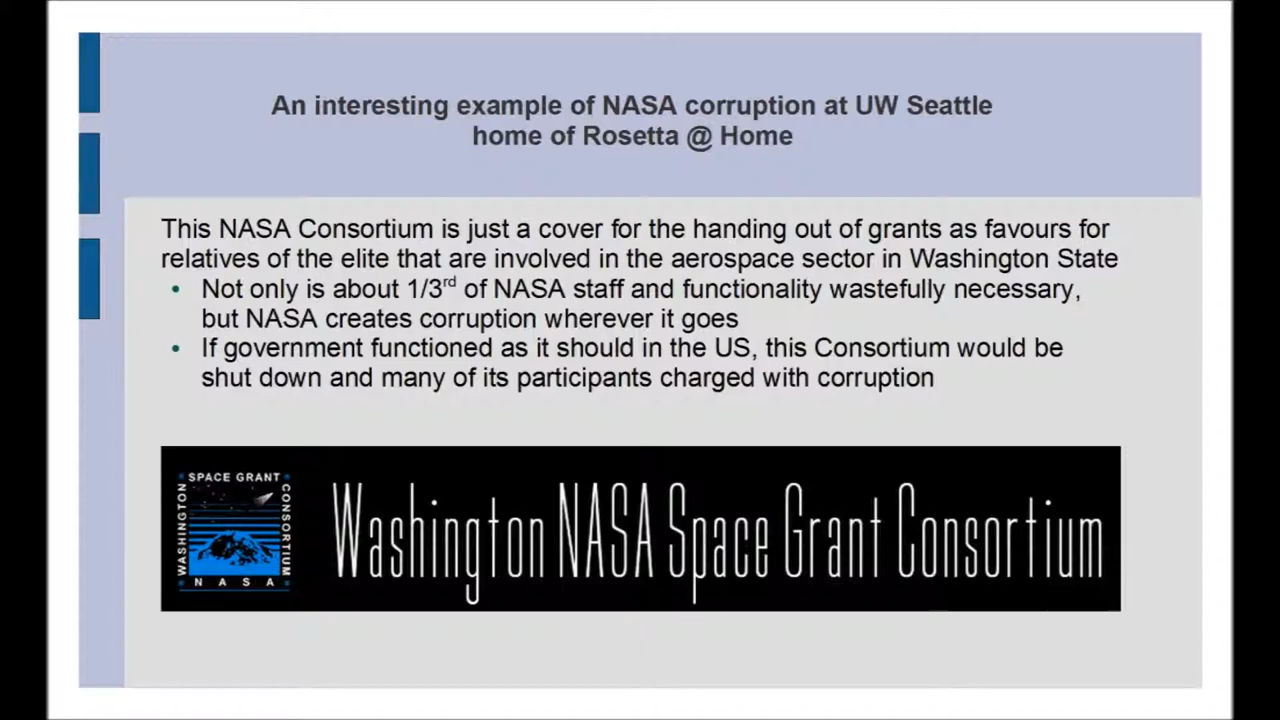 An interesting example of NASA corruption at UW Seattle
home of Rosetta @ Home
This NASA Consortium is just a cover for the handing out of grants as favours for
relatives of the elite that are involved in the aerospace sector in Washington State
• Not only is about 1/3rd of NASA staff and functionality wastefully necessary,
but NASA creates corruption wherever it goes
• If government functioned as it should in the US, this Consortium would be
shut down and many of its participants charged with corruption
SPACE GRANT
WASHINGTON
CONSORTIUM
NASA
Washington NASA Space Grant Consortium